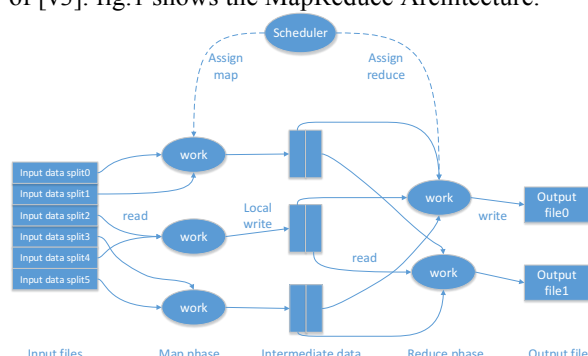 of [v3]. fig.1 shows the MapReduce Architecture.
Scheduler
Assign
map
Assign
reduce
Input data split0
Input data split1
Input data split2
Input data split3
Input data split4
Input data split5
read
work
work
work
Local
write
read
work
work
write
Output
file0
Output
file1
Input files
Map phase
Intermediate data
Reduce phase
Output file